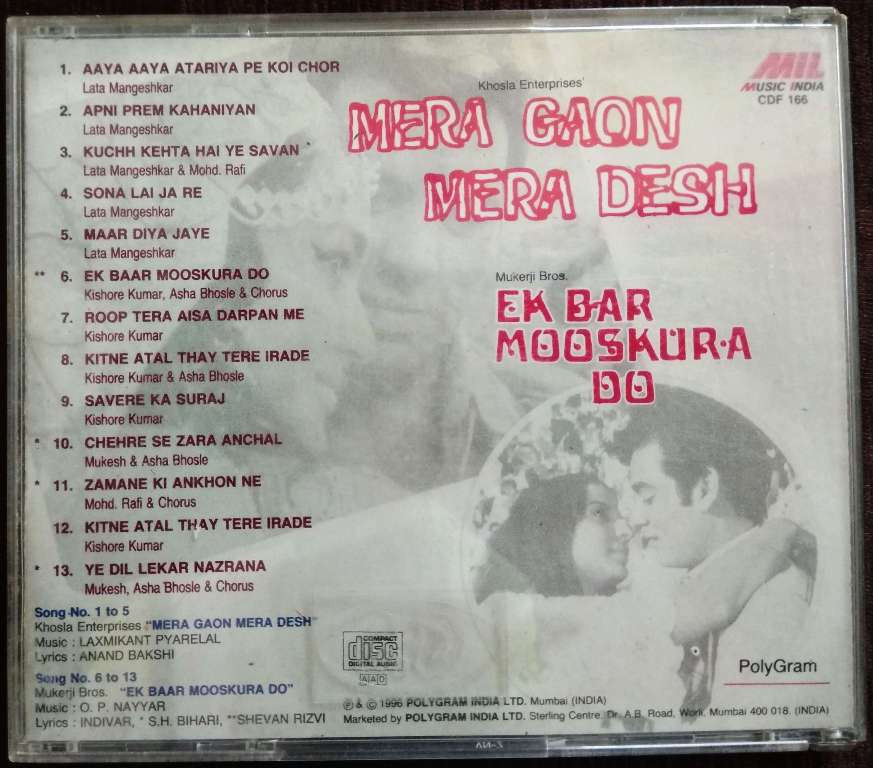 1. AAYA AAYA ATARIYA PE KOI CHOR
Lata Mangeshkar
2. APNI PREM KAHANIYAN
Lata Mangeshkar
3. KUCHH KEHTA HAI YE SAVAN
Lata Mangeshkar & Mohd. Rafi
4. SONA LAI JA RE
Lata Mangeshkar
5. MAAR DIYA JAYE
Lata Mangeshkar
** 6. EK BAAR MOOSKURA DO
Kishore Kumar, Asha Bhosle & Chorus
7. ROOP TERA AISA DARPAN ME
Kishore Kumar
8. KITNE ATAL THAY TERE IRADE
Kishore Kumar & Asha Bhosle
9. SAVERE KA SURAJ
Kishore Kumar
* 10. CHEHRE SE ZARA ANCHAL
Mukesh & Asha Bhosle
* 11. ZAMANE KI ANKHON NE
Mohd. Rafi & Chorus
12. KITNE ATAL THAY TERE IRADE
Kishore Kumar
* 13. YE DIL LEKAR NAZRANA
Mukesh, Asha Bhosle & Chorus
Song No. 1 to 5
Khosla Enterprises "MERA GAON MERA DESH"
Music : LAXMIKANT PYARELAL
Lyrics : ANAND BAKSHI
Song No. 6 to 13
Mukerji Bros. "EK BAAR MOOSKURA DO"
Music : O. P. NAYYAR
Lyrics : INDIVAR, * S.H. BIHARI, **SHEVAN RIZVI
MIL
MUSIC INDIA
CDF 166
Khosla Enterprises'
MERA GAON
MERA DESH
Mukerji Bros.
EK BAR
MOOSKURA
DO
COMPACT
disc
DIGITAL AUDIO
AAD
PolyGram
℗ & © 1996 POLYGRAM INDIA LTD. Mumbai (INDIA)
Marketed by POLYGRAM INDIA LTD. Sterling Centre, Dr. A.B. Road, Worli, Mumbai 400 018. (INDIA)